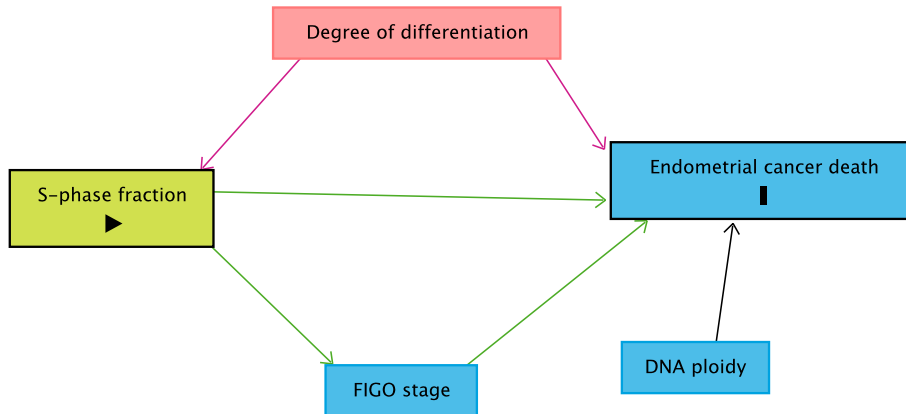 Degree of differentiation
S-phase fraction
Endometrial cancer death
DNA ploidy
FIGO stage